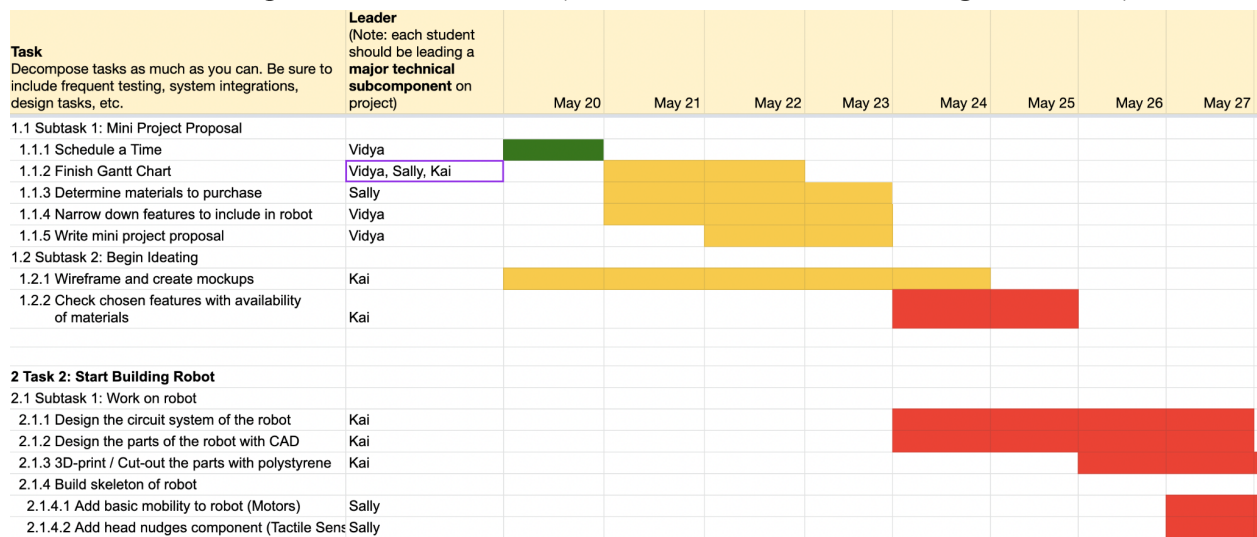 Leader
(Note: each student
should be leading a
major technical
subcomponent on
project)
Task
Decompose tasks as much as you can. Be sure to
include frequent testing, system integrations,
design tasks, etc.
May 20 May 21 May 22 May 23 May 24 May 25 May 26 May 27
1.1 Subtask 1: Mini Project Proposal
1.1.1 Schedule a Time Vidya
1.1.2 Finish Gantt Chart Vidya, Sally, Kai
1.1.3 Determine materials to purchase Sally
1.1.4 Narrow down features to include in robot Vidya
1.1.5 Write mini project proposal Vidya
1.2 Subtask 2: Begin Ideating
1.2.1 Wireframe and create mockups Kai
1.2.2 Check chosen features with availability
of materials Kai
2 Task 2: Start Building Robot
2.1 Subtask 1: Work on robot
2.1.1 Design the circuit system of the robot Kai
2.1.2 Design the parts of the robot with CAD Kai
2.1.3 3D-print / Cut-out the parts with polystyrene Kai
2.1.4 Build skeleton of robot
2.1.4.1 Add basic mobility to robot (Motors) Sally
2.1.4.2 Add head nudges component (Tactile Sens Sally